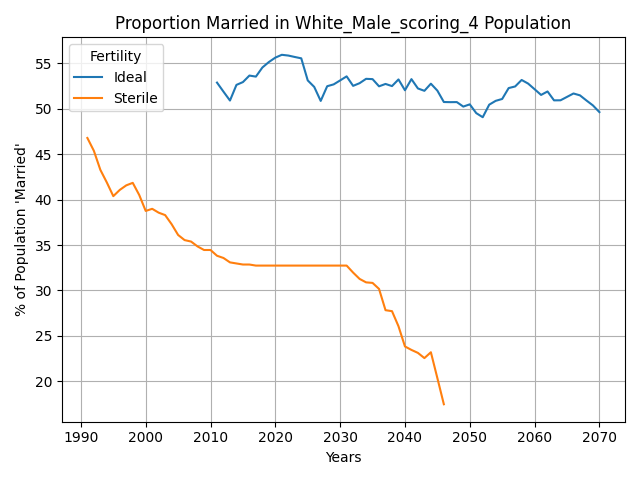 Proportion Married in White_Male_scoring_4 Population
% of Population 'Married'
55
50
45
40
35
30
25
20
Fertility
Ideal
Sterile
1990 2000 2010 2020 2030 2040 2050 2060 2070
Years